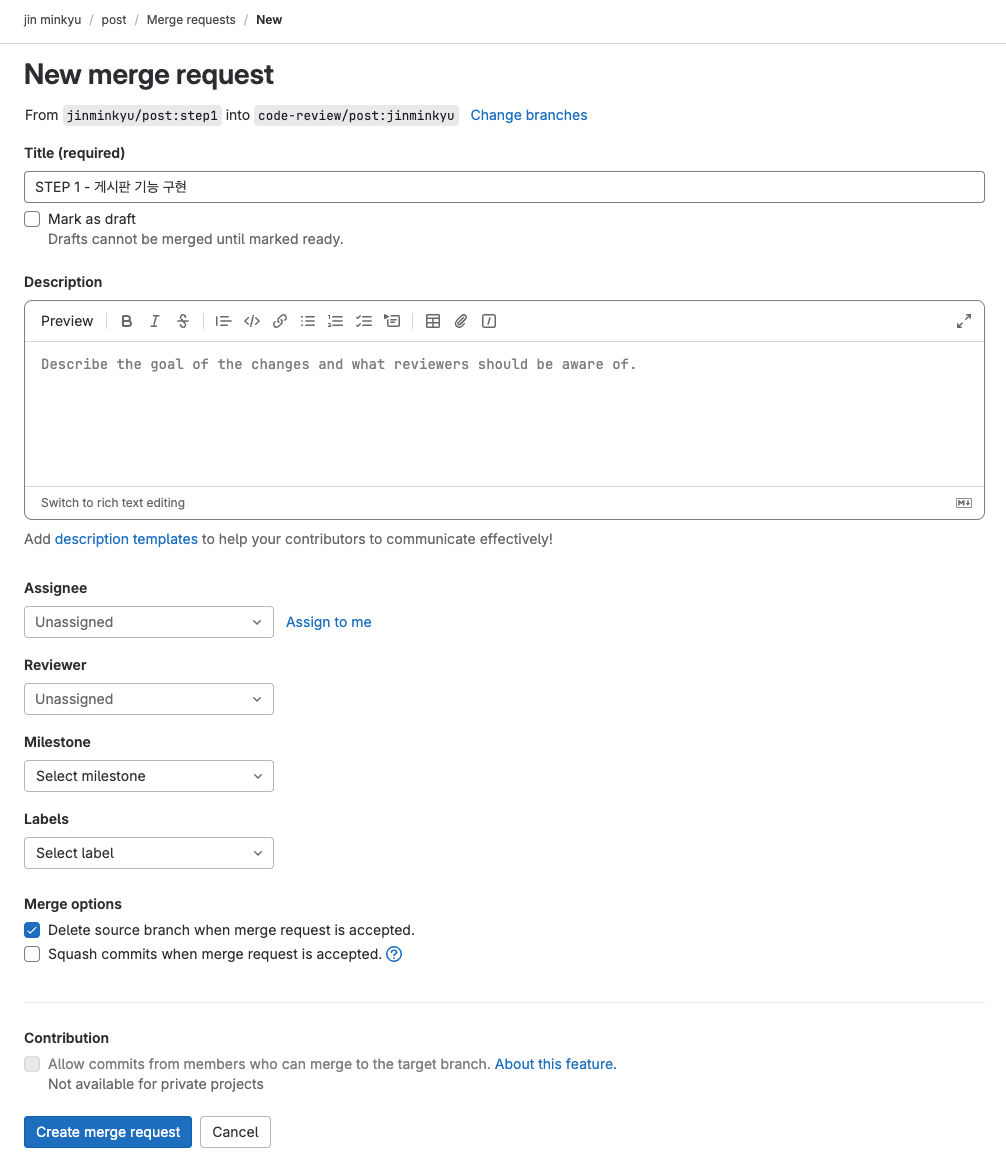 jin minkyu / post / Merge requests / New
New merge request
From jinminkyu/post:step1 into code-review/post:jinminkyu Change branches
Title (required)
STEP 1 - 게시판 기능 구현
Mark as draft
Drafts cannot be merged until marked ready.
Description
Preview
Describe the goal of the changes and what reviewers should be aware of.
Switch to rich text editing
Add description templates to help your contributors to communicate effectively!
Assignee
Unassigned Assign to me
Reviewer
Unassigned
Milestone
Select milestone
Labels
Select label
Merge options
Delete source branch when merge request is accepted.
Squash commits when merge request is accepted.
Contribution
Allow commits from members who can merge to the target branch. About this feature.
Not available for private projects
Create merge request Cancel